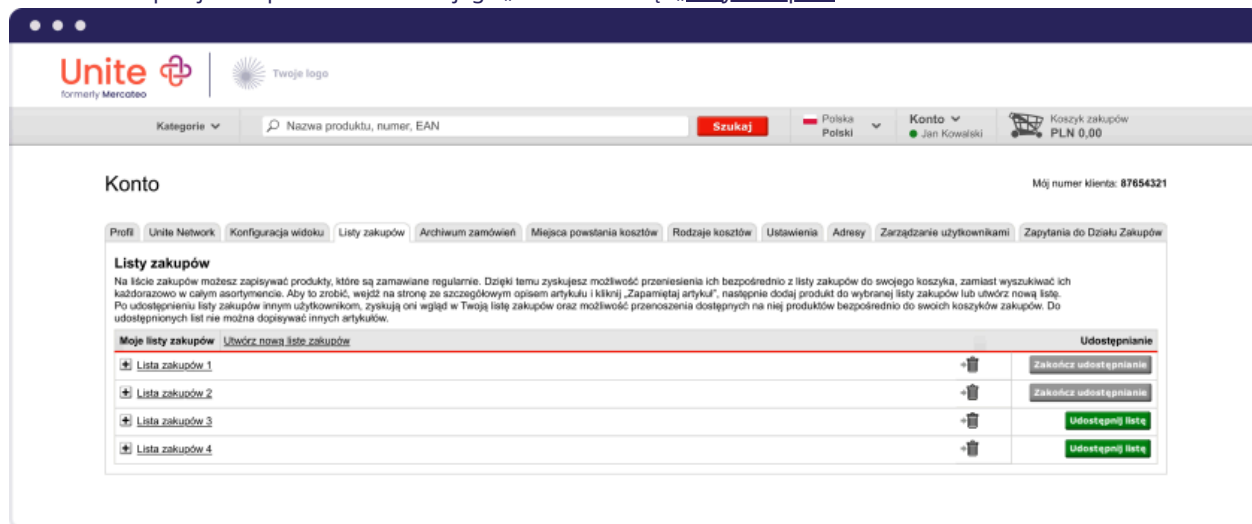 Unite
formerly Mercateo
Twoje logo
Kategorie
Nazwa produktu, numer, EAN
Szukaj
Polska
Polski
Konto
Jan Kowalski
Koszyk zakupów
PLN 0,00
Konto
Mój numer klienta: 87654321
Profil Unite Network Konfiguracja widoku Listy zakupów Archiwum zamówień Miejsca powstania kosztów Rodzaje kosztów Ustawienia Adresy Zarządzanie użytkownikami Zapytania do Działu Zakupów
Listy zakupów
Na liście zakupów możesz zapisywać produkty, które są zamawiane regularnie. Dzięki temu zyskujesz możliwość przeniesienia ich bezpośrednio z listy zakupów do swojego koszyka, zamiast wyszukiwać ich
każdorazowo w całym asortymencie. Aby to zrobić, wejdź na stronę ze szczegółowym opisem artykułu i kliknij „Zapamiętaj artykuł", następnie dodaj produkt do wybranej listy zakupów lub utwórz nową listę.
Po udostępnieniu listy zakupów innym użytkownikom, zyskują oni wgląd w Twoją listę zakupów oraz możliwość przenoszenia dostępnych na niej produktów bezpośrednio do swoich koszyków zakupów. Do
udostępnionych list nie można dopisywać innych artykułów.
Moje listy zakupów Utwórz nową listę zakupów Udostępnianie
Lista zakupów 1 Zakończ udostępnianie
Lista zakupów 2 Zakończ udostępnianie
Lista zakupów 3 Udostępnij listę
Lista zakupów 4 Udostępnij listę